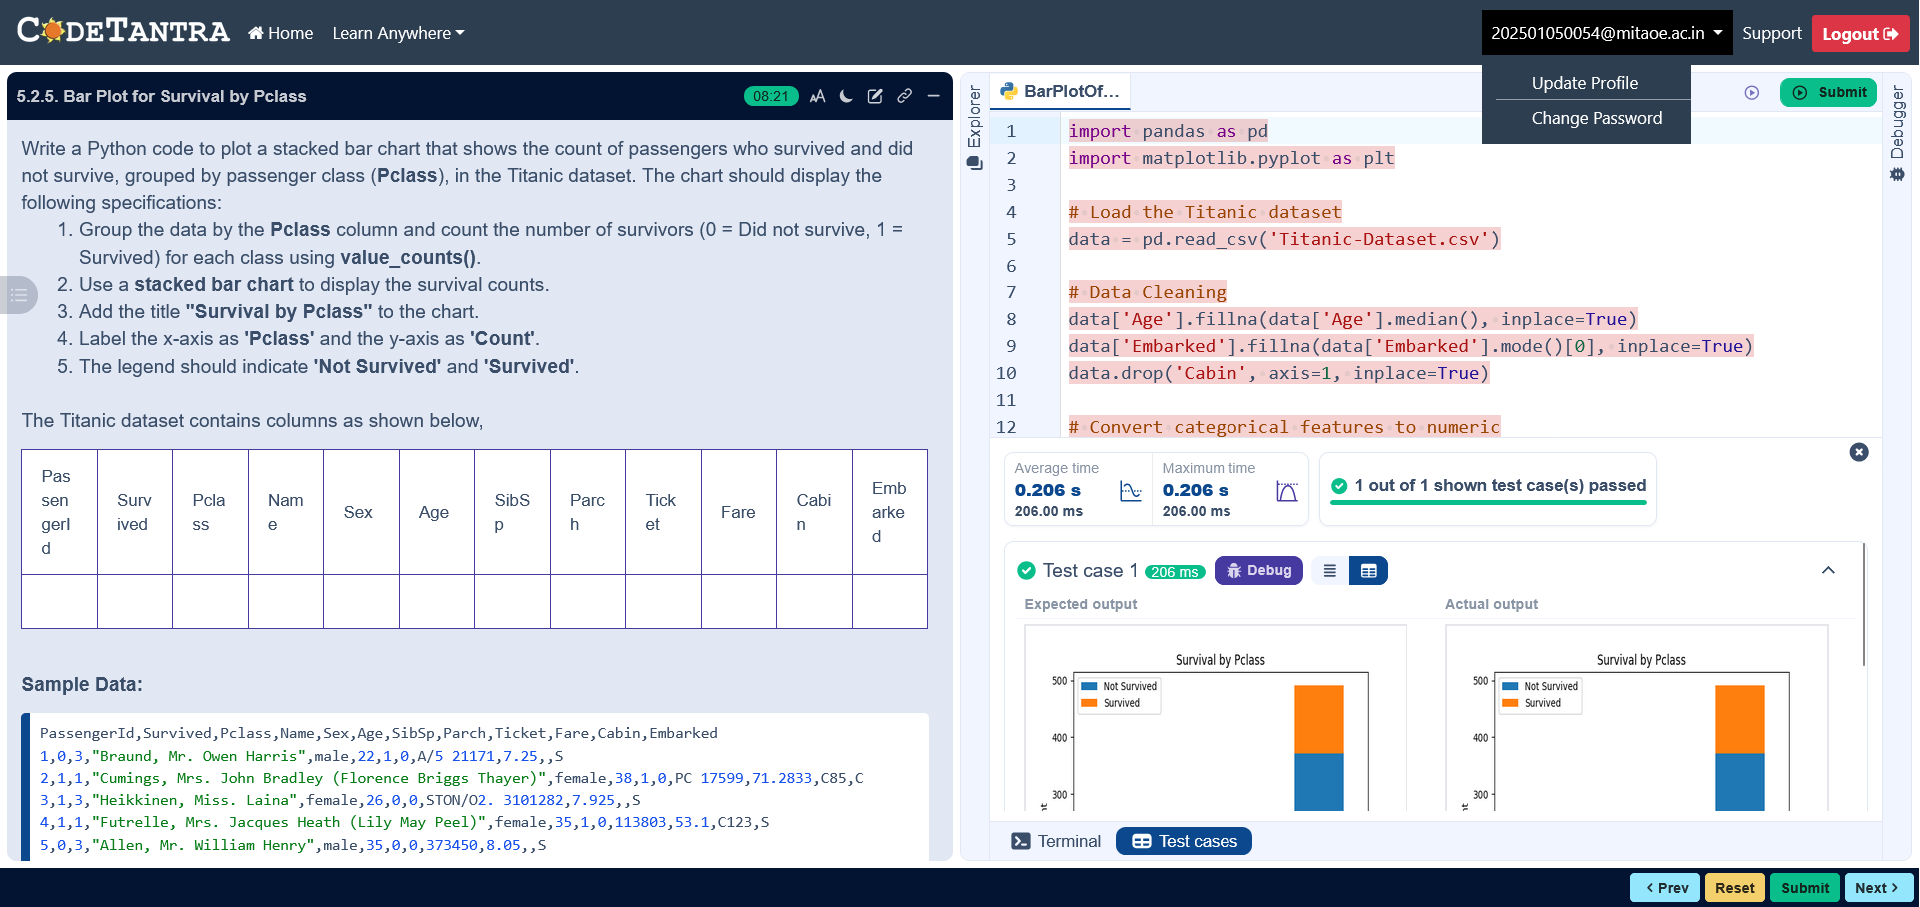 CODETANTRA
Home
Learn Anywhere
202501050054@mitaoe.ac.in
Support
Logout
Update Profile
Change Password
5.2.5. Bar Plot for Survival by Pclass
08:21
Write a Python code to plot a stacked bar chart that shows the count of passengers who survived and did
not survive, grouped by passenger class (Pclass), in the Titanic dataset. The chart should display the
following specifications:
1. Group the data by the Pclass column and count the number of survivors (0 = Did not survive, 1 =
Survived) for each class using value_counts().
2. Use a stacked bar chart to display the survival counts.
3. Add the title "Survival by Pclass" to the chart.
4. Label the x-axis as 'Pclass' and the y-axis as 'Count'.
5. The legend should indicate 'Not Survived' and 'Survived'.
The Titanic dataset contains columns as shown below,
Pas
sen
gerI
d
Surv
ived
Pcla
ss
Nam
e
Sex
Age
SibS
p
Parc
h
Tick
et
Fare
Cabi
n
Emb
arke
d
Sample Data:
PassengerId,Survived,Pclass,Name,Sex,Age,SibSp,Parch,Ticket,Fare,Cabin,Embarked
1,0,3,"Braund, Mr. Owen Harris",male,22,1,0,A/5 21171,7.25,,S
2,1,1,"Cumings, Mrs. John Bradley (Florence Briggs Thayer)",female,38,1,0,PC 17599,71.2833,C85,C
3,1,3,"Heikkinen, Miss. Laina",female,26,0,0,STON/O2. 3101282,7.925,,S
4,1,1,"Futrelle, Mrs. Jacques Heath (Lily May Peel)",female,35,1,0,113803,53.1,C123,S
5,0,3,"Allen, Mr. William Henry",male,35,0,0,373450,8.05,,S
Explorer
BarPlotOf...
Submit
Debugger
1 import pandas as pd
2 import matplotlib.pyplot as plt
3
4 # Load the Titanic dataset
5 data = pd.read_csv('Titanic-Dataset.csv')
6
7 # Data Cleaning
8 data['Age'].fillna(data['Age'].median(), inplace=True)
9 data['Embarked'].fillna(data['Embarked'].mode()[0], inplace=True)
10 data.drop('Cabin', axis=1, inplace=True)
11
12 # Convert categorical features to numeric
Average time
0.206 s
206.00 ms
Maximum time
0.206 s
206.00 ms
1 out of 1 shown test case(s) passed
Test case 1
206 ms
Debug
Expected output
Survival by Pclass
Not Survived
Survived
500
400
300
Actual output
Survival by Pclass
Not Survived
Survived
500
400
300
Terminal
Test cases
Prev
Reset
Submit
Next